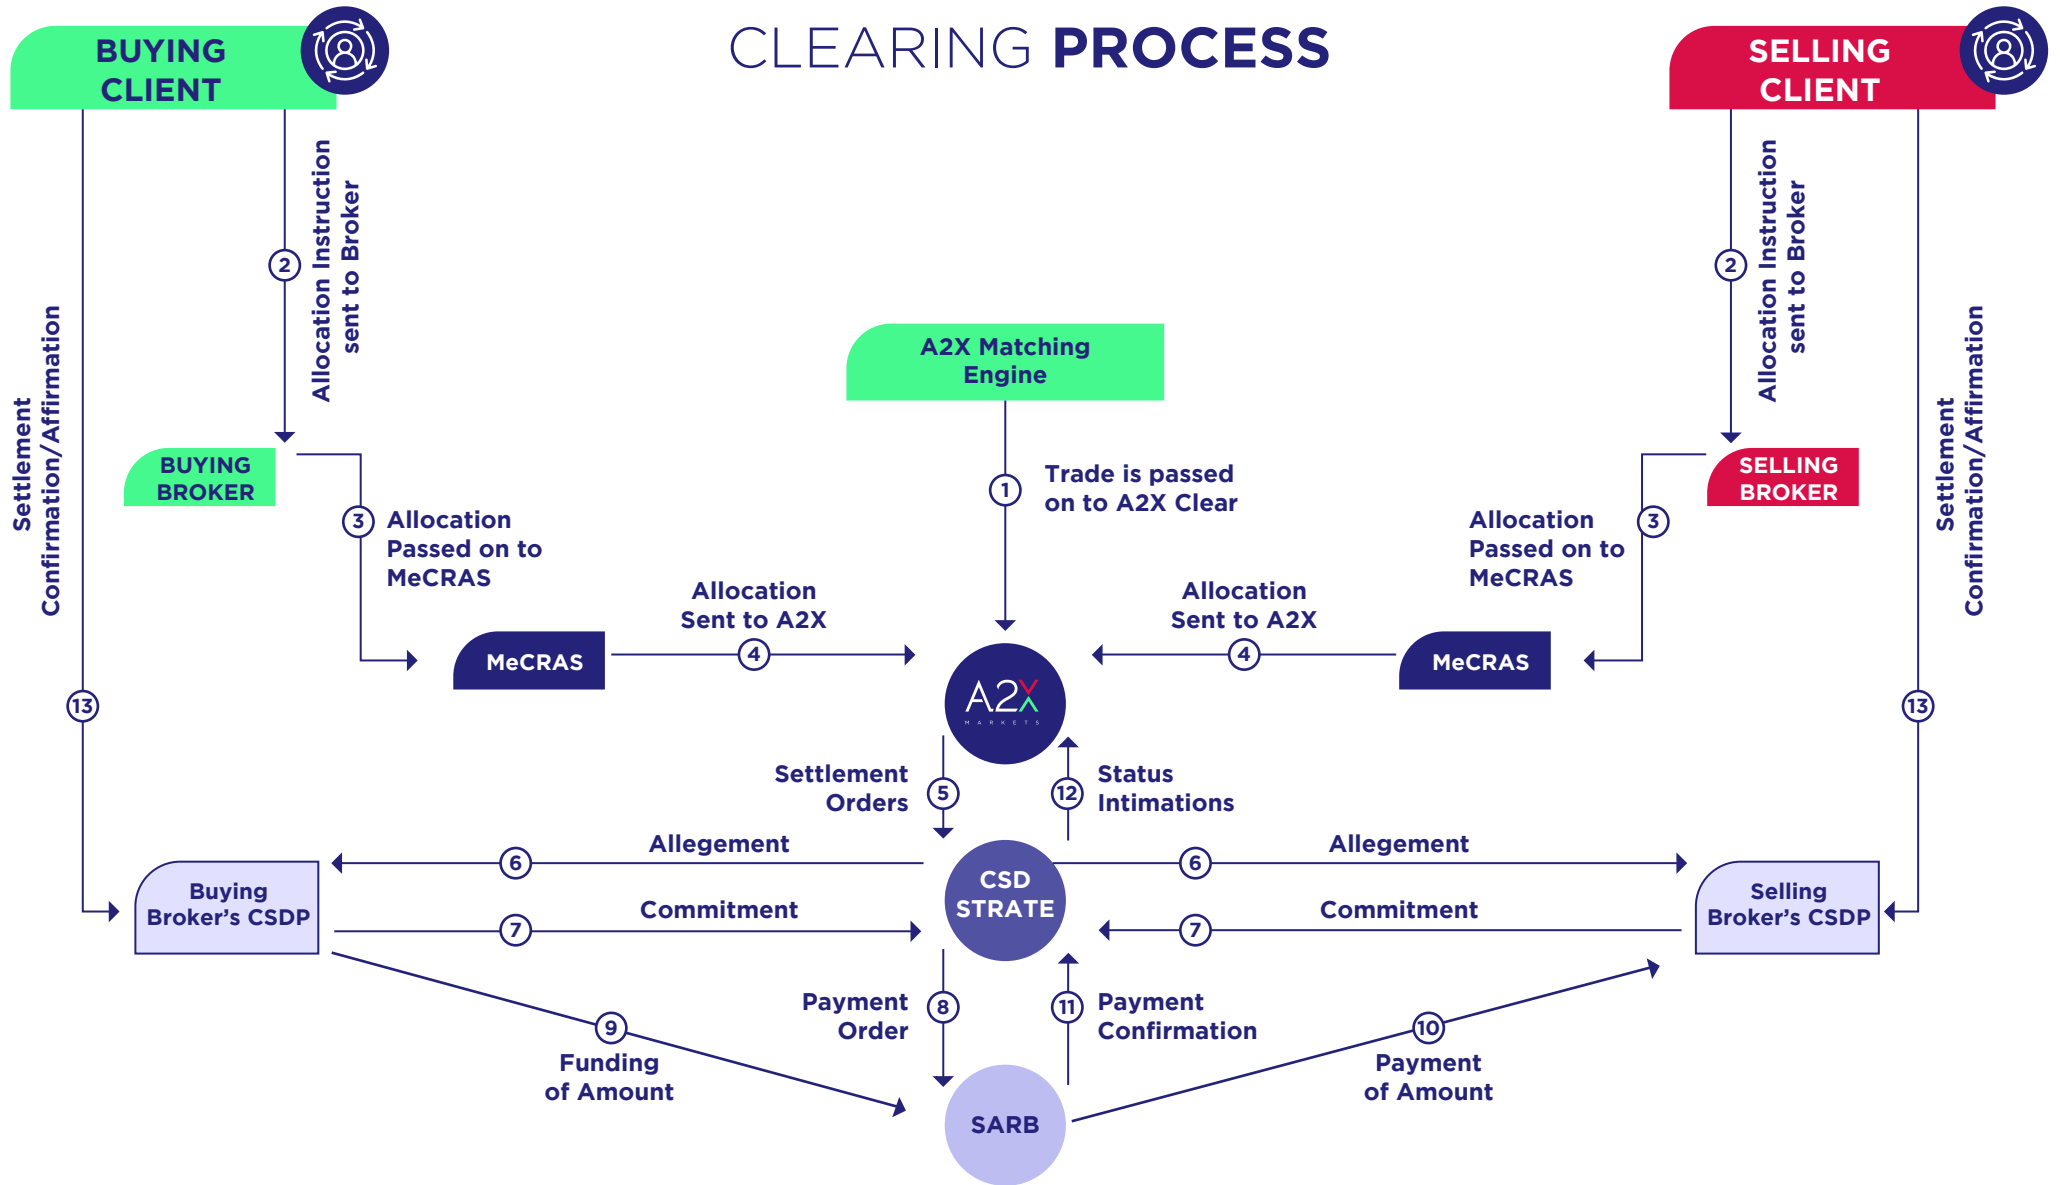 CLEARING PROCESS
BUYING
CLIENT
SELLING
CLIENT
Allocation Instruction
sent to Broker
2
Allocation Instruction
sent to Broker
2
Settlement
Confirmation/Affirmation
13
Settlement
Confirmation/Affirmation
13
A2X Matching
Engine
1
Trade is passed
on to A2X Clear
BUYING
BROKER
SELLING
BROKER
3
Allocation
Passed on to
MeCRAS
Allocation
Passed on to
MeCRAS
3
MeCRAS
Allocation
Sent to A2X
4
Allocation
Sent to A2X
4
MeCRAS
A2X
MARKETS
Settlement
Orders
5
12
Status
Intimations
Allegement
6
6
Allegement
Buying
Broker's CSDP
CSD
STRATE
Selling
Broker's CSDP
Commitment
7
7
Commitment
Payment
Order
8
11
Payment
Confirmation
9
Funding
of Amount
10
Payment
of Amount
SARB